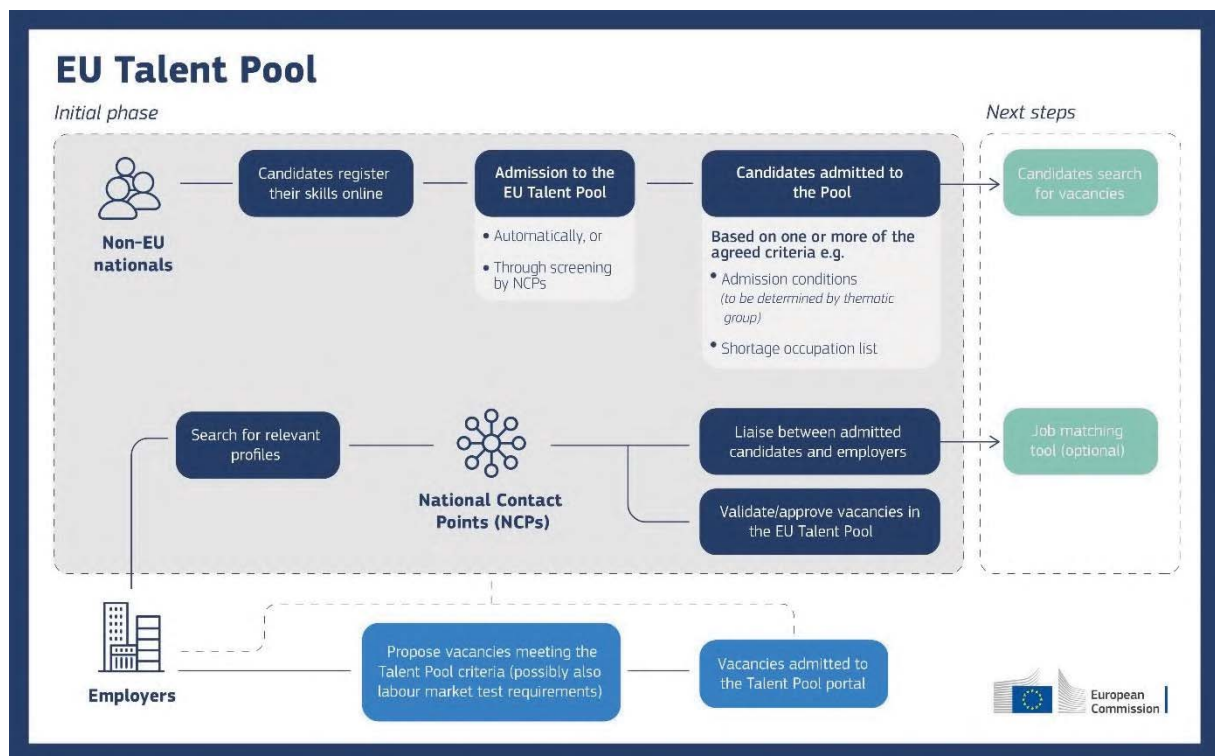 EU Talent Pool
Initial phase
Next steps
Non-EU
nationals
Candidates register
their skills online
Admission to the
EU Talent Pool
• Automatically, or
• Through screening
by NCPs
Candidates admitted to
the Pool
Based on one or more of the
agreed criteria e.g.
• Admission conditions
(to be determined by thematic
group)
• Shortage occupation list
Candidates search
for vacancies
Search for relevant
profiles
National Contact
Points (NCPs)
Liaise between admitted
candidates and employers
Validate/approve vacancies in
the EU Talent Pool
Job matching
tool (optional)
Employers
Propose vacancies meeting the
Talent Pool criteria (possibly also
labour market test requirements)
Vacancies admitted to
the Talent Pool portal
European
Commission